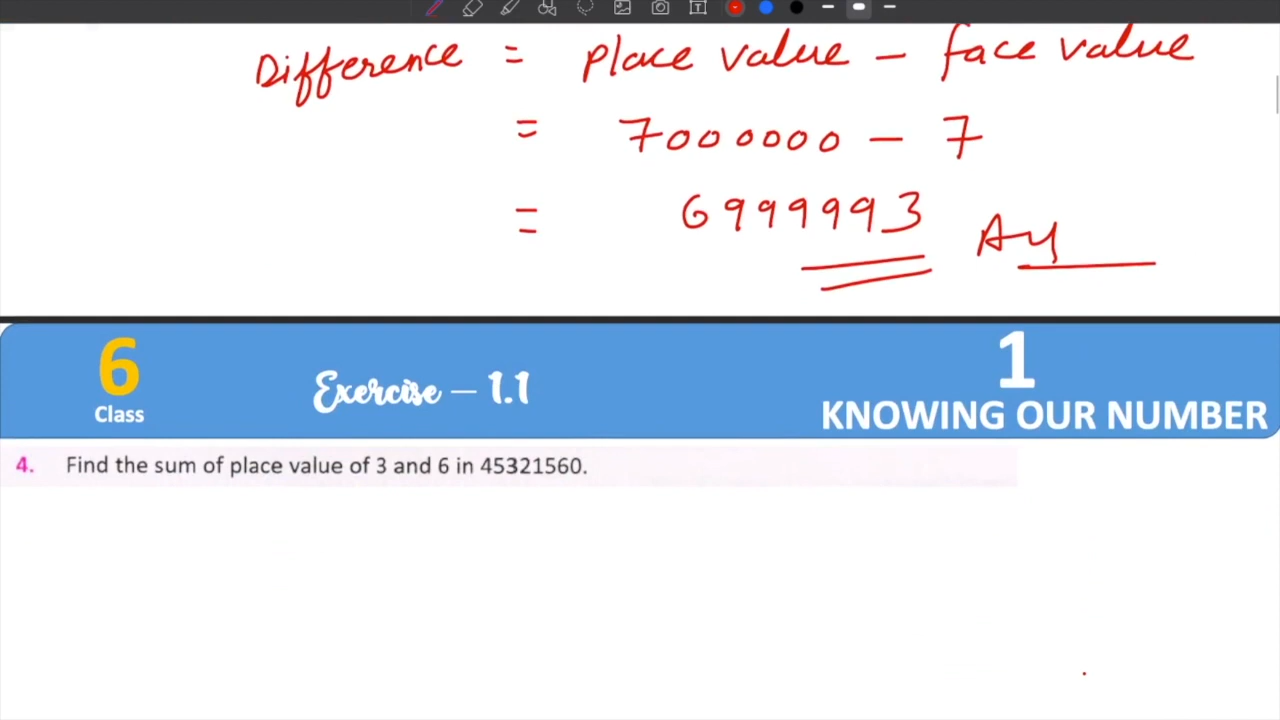 Difference = place value - face value
= 7000000 - 7
= 6999993 Ans
6
Class
Exercise – 1.1
1
KNOWING OUR NUMBER
4. Find the sum of place value of 3 and 6 in 45321560.